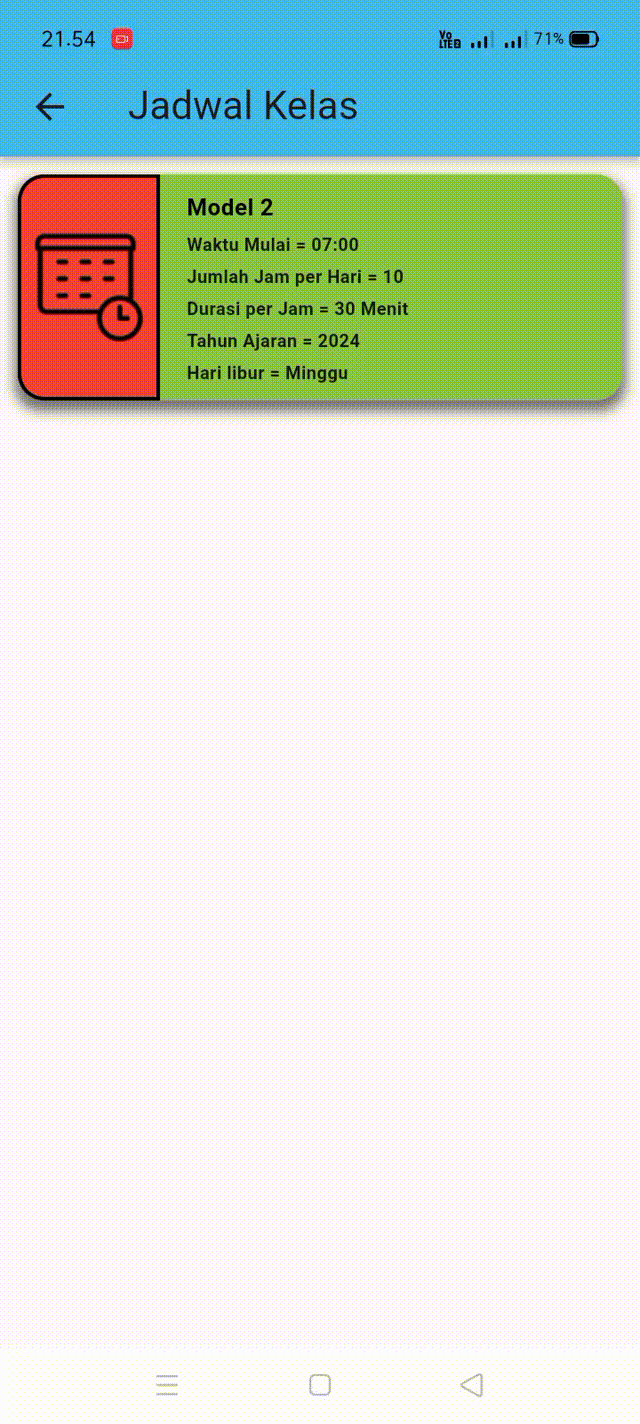 21.54 Vo LTE 2 71%
Jadwal Kelas
Model 2
Waktu Mulai = 07:00
Jumlah Jam per Hari = 10
Durasi per Jam = 30 Menit
Tahun Ajaran = 2024
Hari libur = Minggu